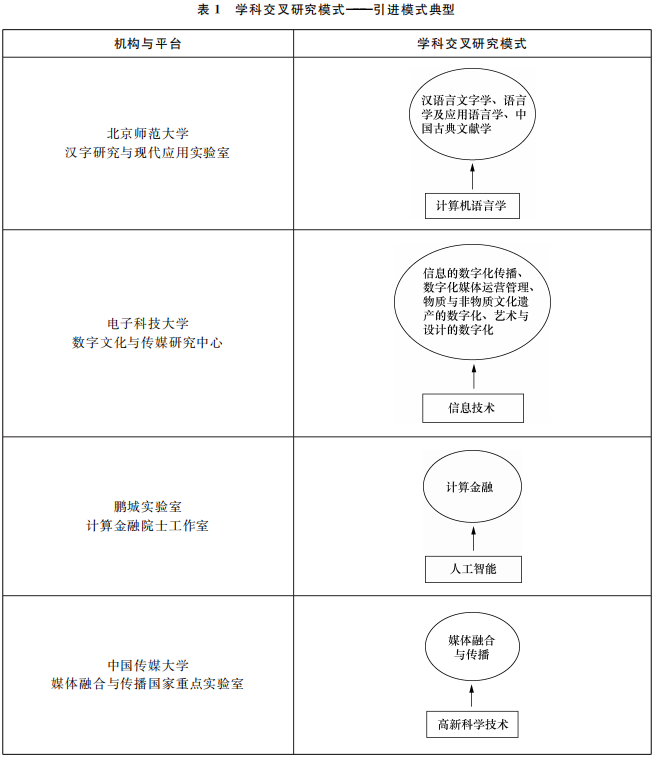 表 1 学科交叉研究模式——引进模式典型
机构与平台
学科交叉研究模式
北京师范大学
汉字研究与现代应用实验室
汉语言文字学、语言
学及应用语言学、中
国古典文献学
计算机语言学
电子科技大学
数字文化与传媒研究中心
信息的数字化传播、
数字化媒体运营管理、
物质与非物质文化遗
产的数字化、艺术与
设计的数字化
信息技术
鹏城实验室
计算金融院士工作室
计算金融
人工智能
中国传媒大学
媒体融合与传播国家重点实验室
媒体融合
与传播
高新科学技术